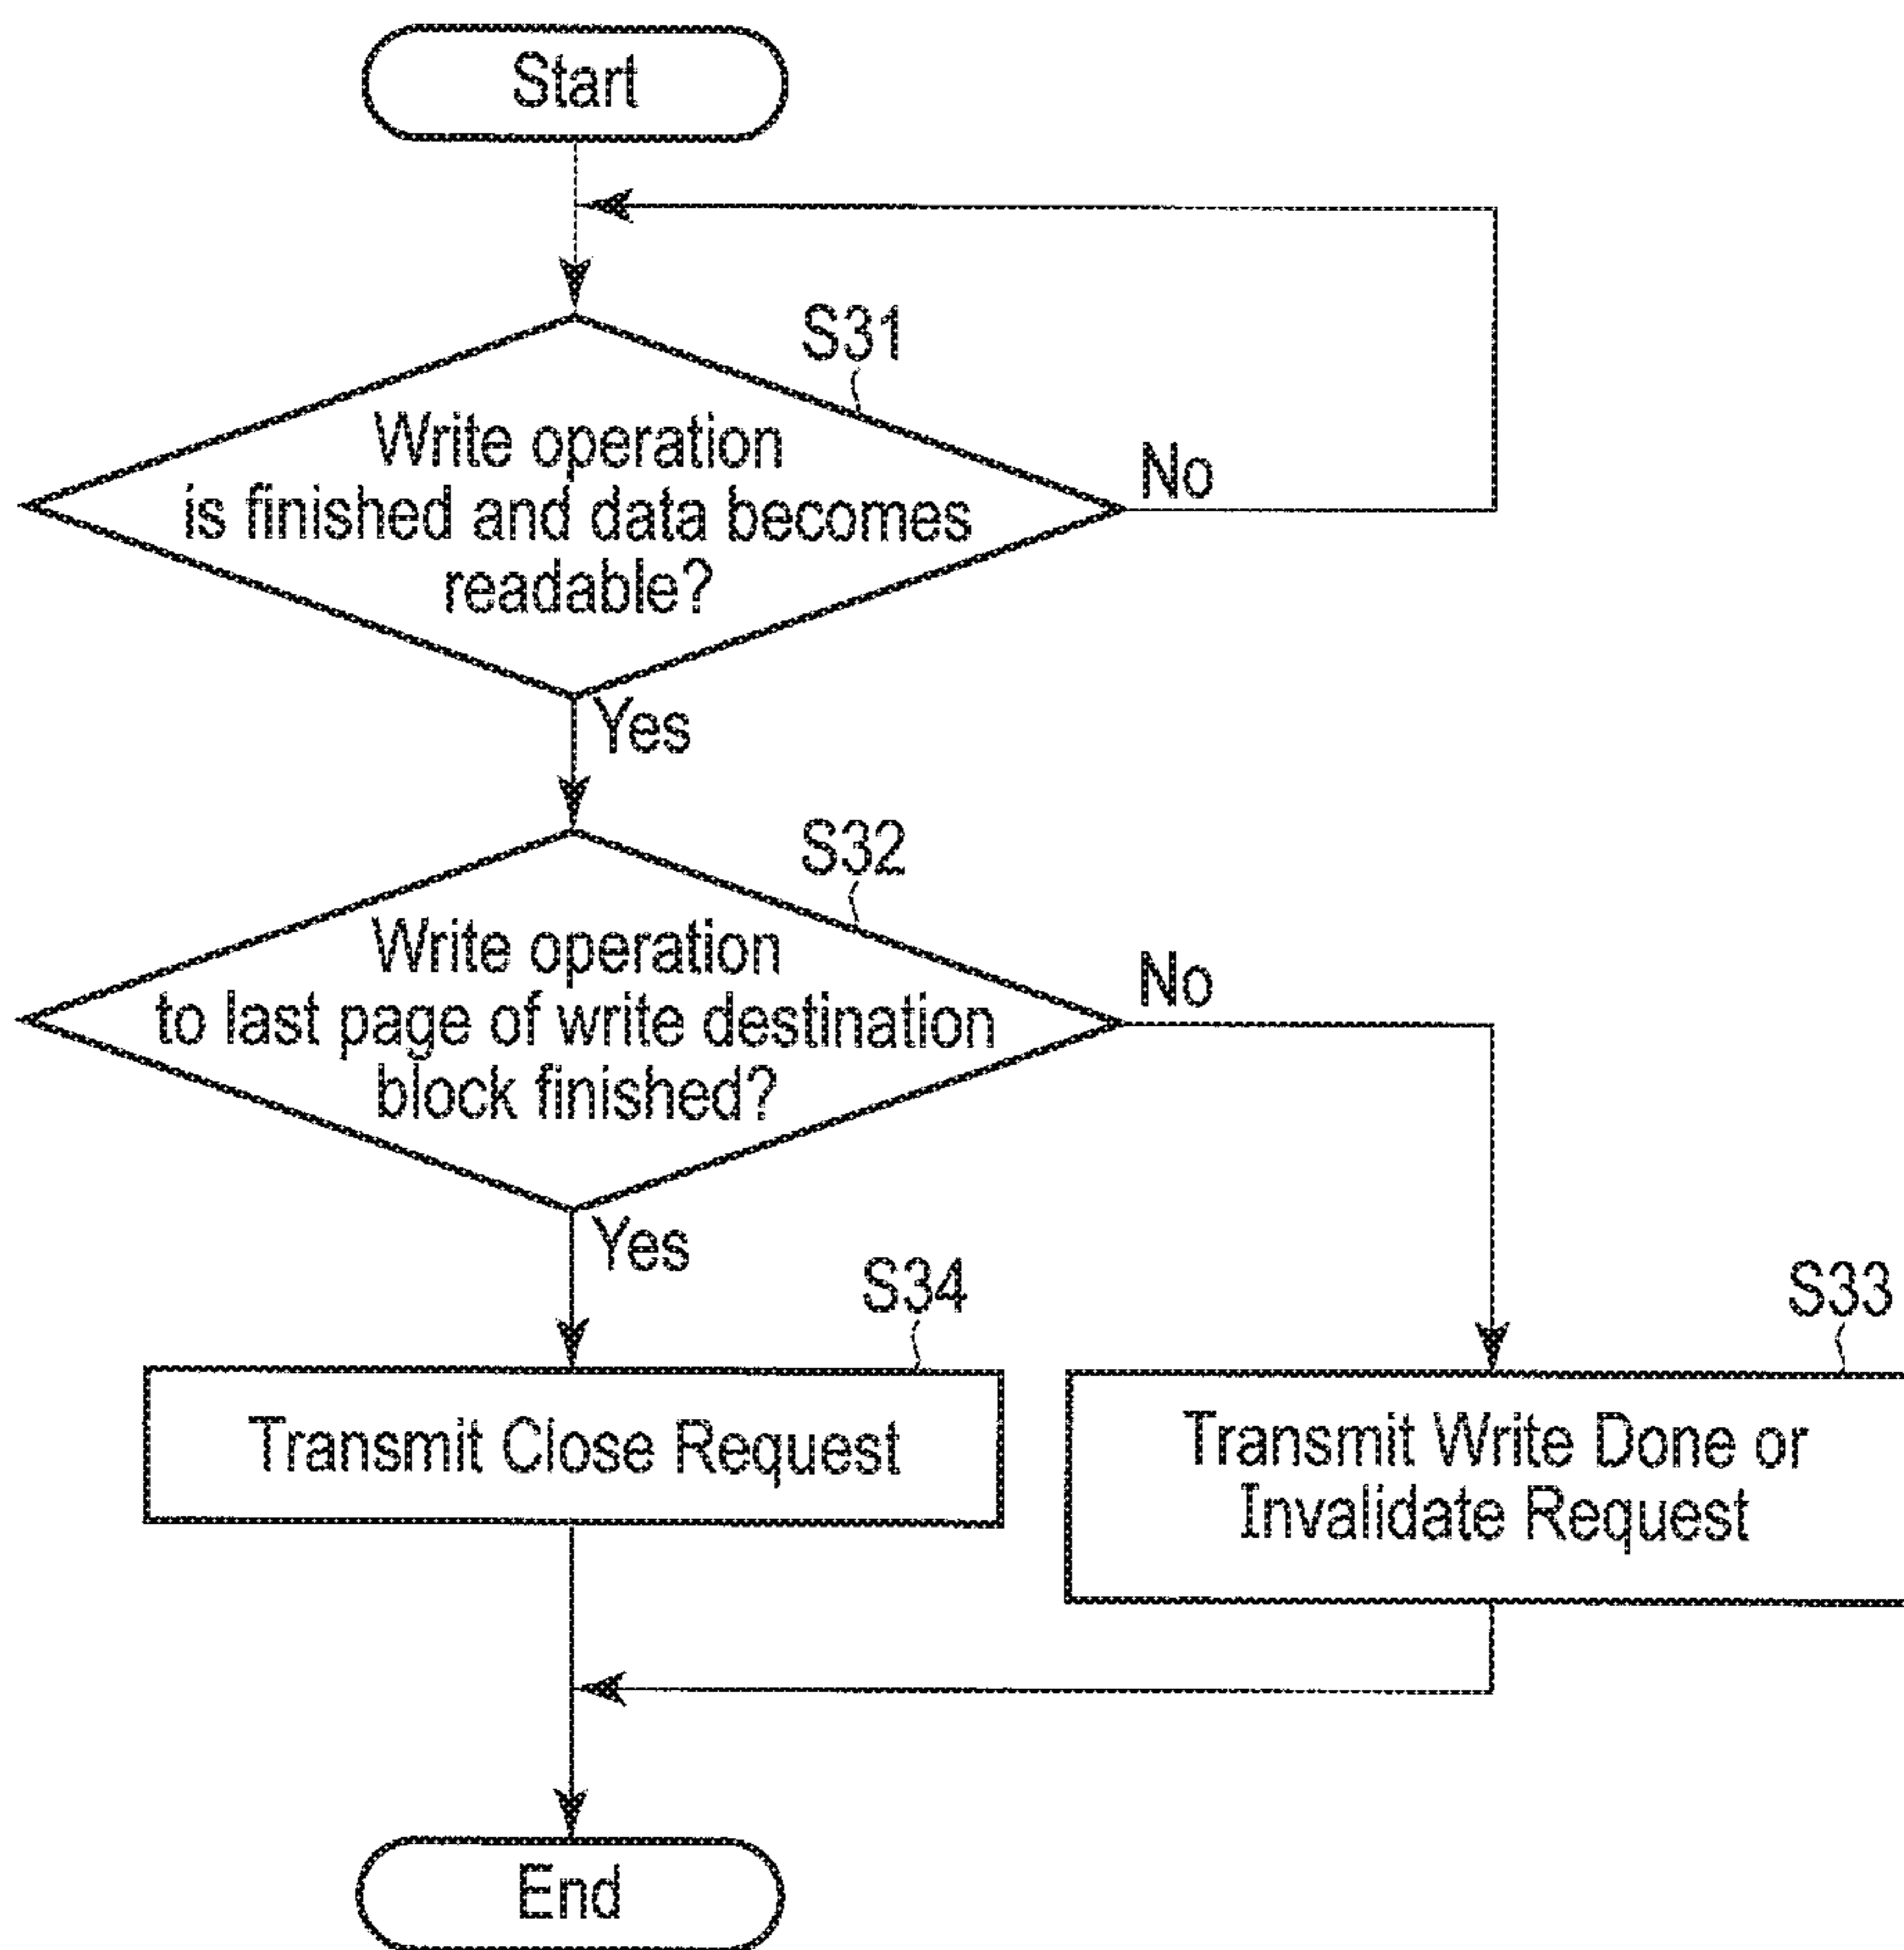 Start
S31
Write operation
is finished and data becomes
readable?
No
Yes
S32
Write operation
to last page of write destination
block finished?
No
Yes
S34
Transmit Close Request
S33
Transmit Write Done or
Invalidate Request
End